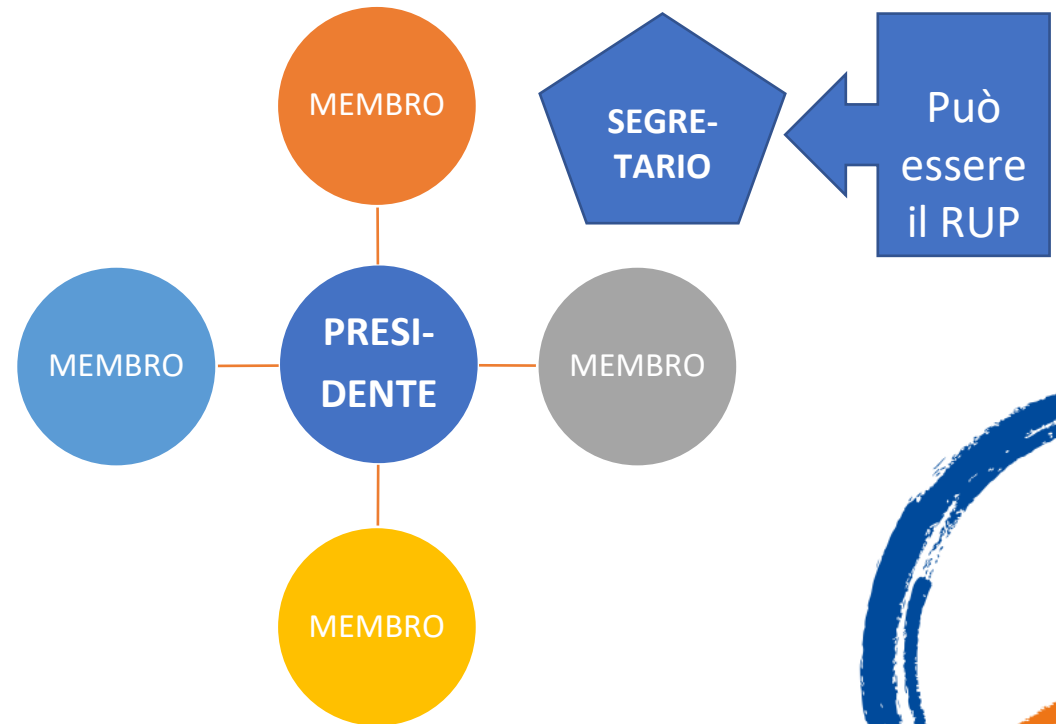 MEMBRO
SEGRE-
TARIO
Può
essere
il RUP
MEMBRO
PRESI-
DENTE
MEMBRO
MEMBRO